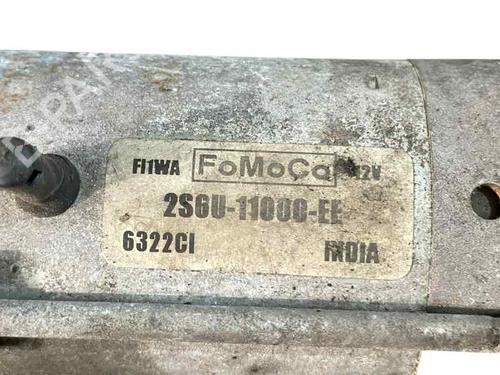 FI1WA FoMoCo 12V
2S6U-11000-EE
6322CI INDIA